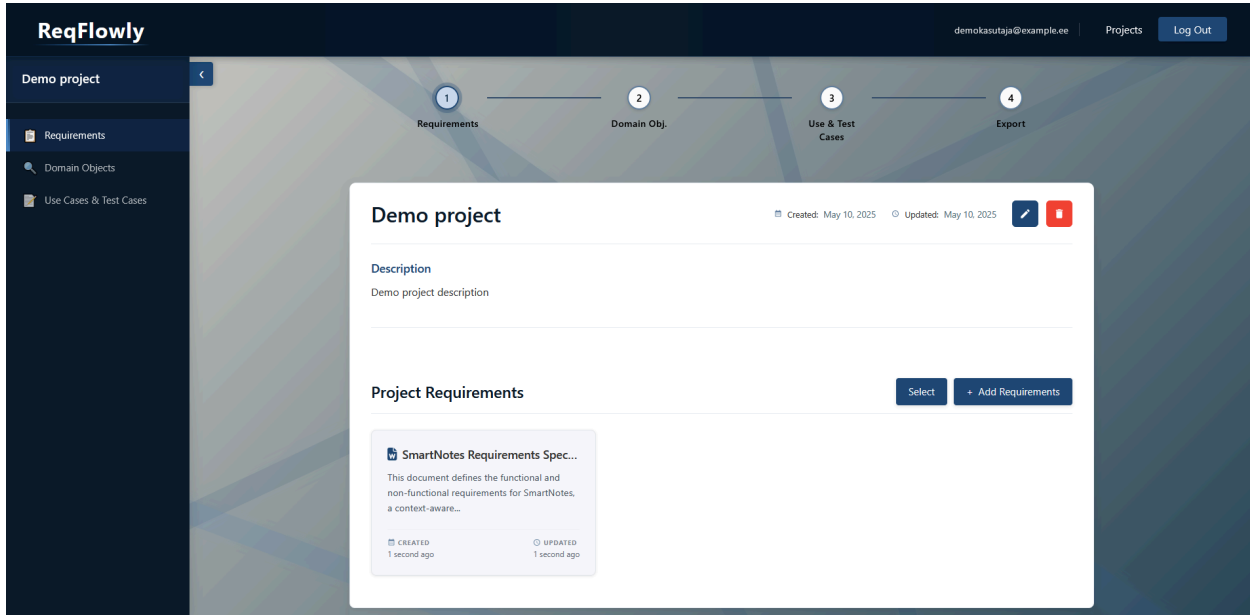 ReqFlowly
demokasutaja@example.ee
Projects
Log Out
Demo project
Requirements
Domain Objects
Use Cases & Test Cases
1
2
3
4
Requirements
Domain Obj.
Use & Test
Cases
Export
Demo project
Created: May 10, 2025
Updated: May 10, 2025
Description
Demo project description
Project Requirements
Select
+ Add Requirements
SmartNotes Requirements Spec...
This document defines the functional and
non-functional requirements for SmartNotes,
a context-aware...
CREATED
1 second ago
UPDATED
1 second ago